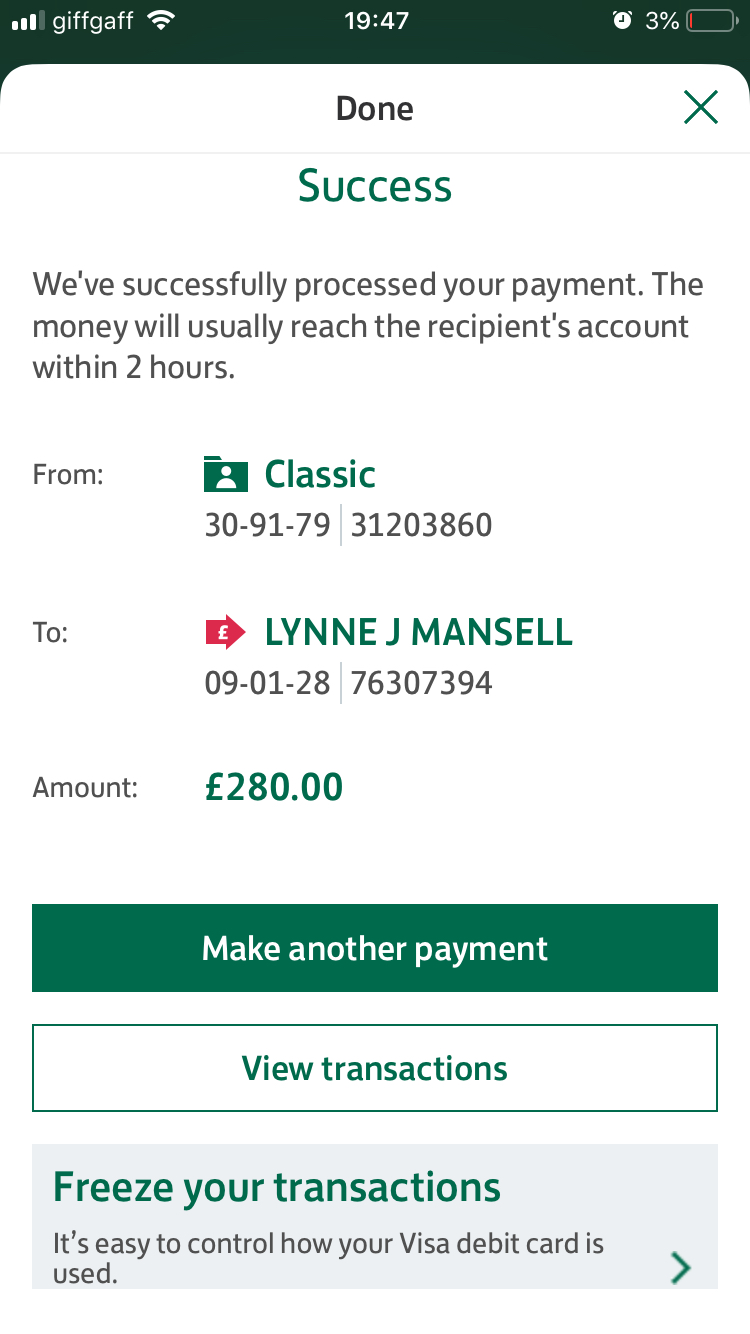 giffgaff 19:47 3%
Done
Success
We've successfully processed your payment. The
money will usually reach the recipient's account
within 2 hours.
From: Classic
30-91-79 31203860
To: £ LYNNE J MANSELL
09-01-28 76307394
Amount: £280.00
Make another payment
View transactions
Freeze your transactions
It’s easy to control how your Visa debit card is
used.